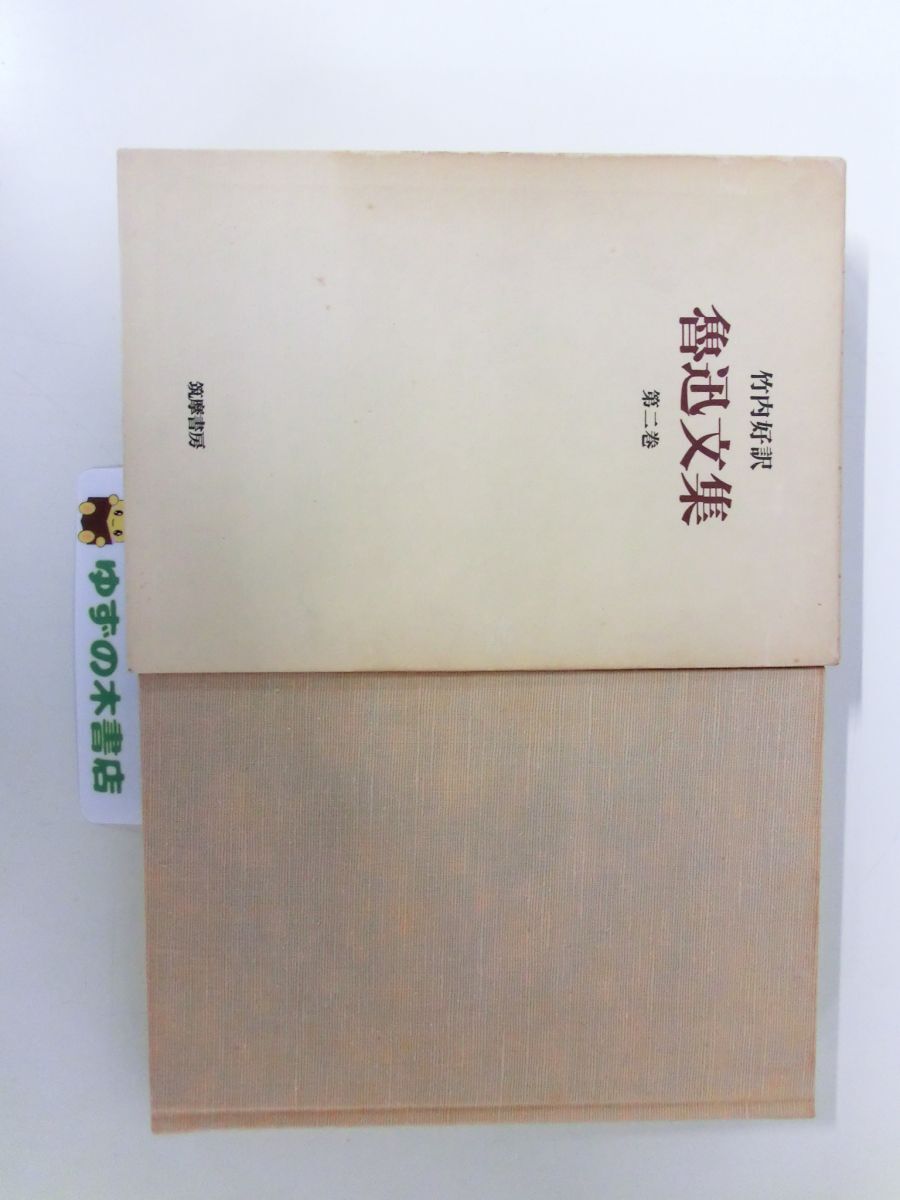 竹内好訳
魯迅文集
第二巻
筑摩書房
ゆずの木書店